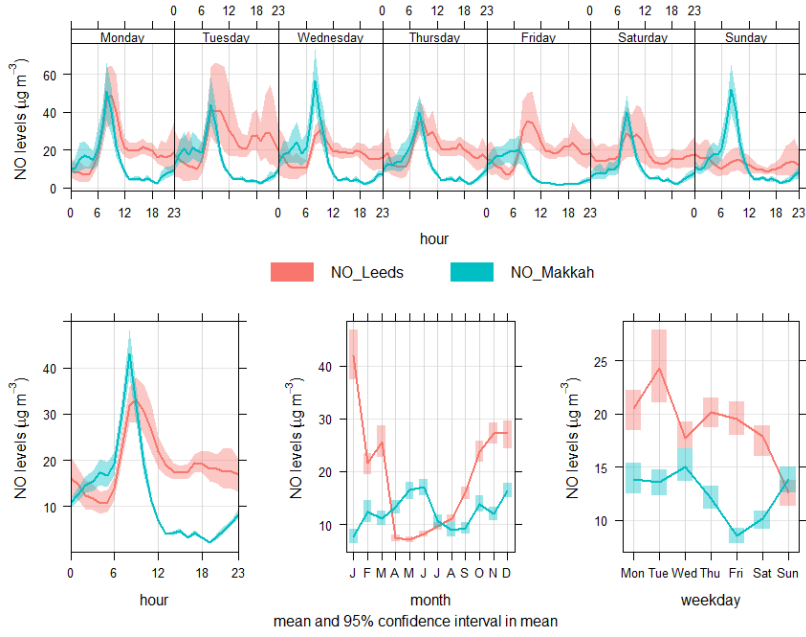 0 6 12 18 23 0 6 12 18 23 0 6 12 18 23
Monday Tuesday Wednesday Thursday Friday Saturday Sunday
60
40
20
0
NO levels (μg m⁻³)
0 6 12 18 23 0 6 12 18 23 0 6 12 18 23 0 6 12 18 23
hour
NO_Leeds NO_Makkah
40
30
20
10
NO levels (μg m⁻³)
0 6 12 18 23
hour
40
30
20
10
NO levels (μg m⁻³)
J F M A M J J A S O N D
month
25
20
15
10
NO levels (μg m⁻³)
Mon Tue Wed Thu Fri Sat Sun
weekday
mean and 95% confidence interval in mean